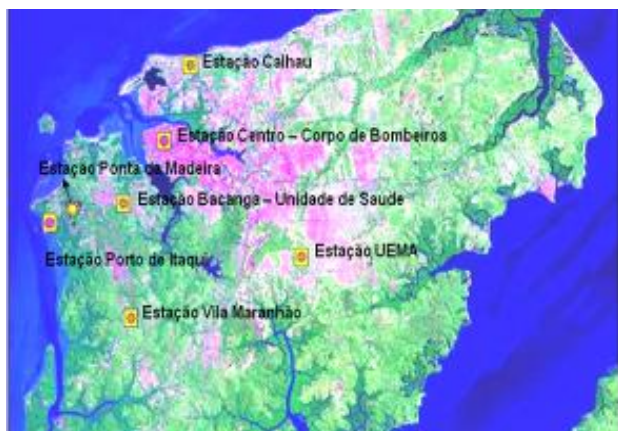 Estação Calhau
Estação Centro – Corpo de Bombeiros
Estação Ponta da Madeira
Estação Bacanga – Unidade de Saude
Estação UEMA
Estação Porto de Itaqui
Estação Vila Maranhão